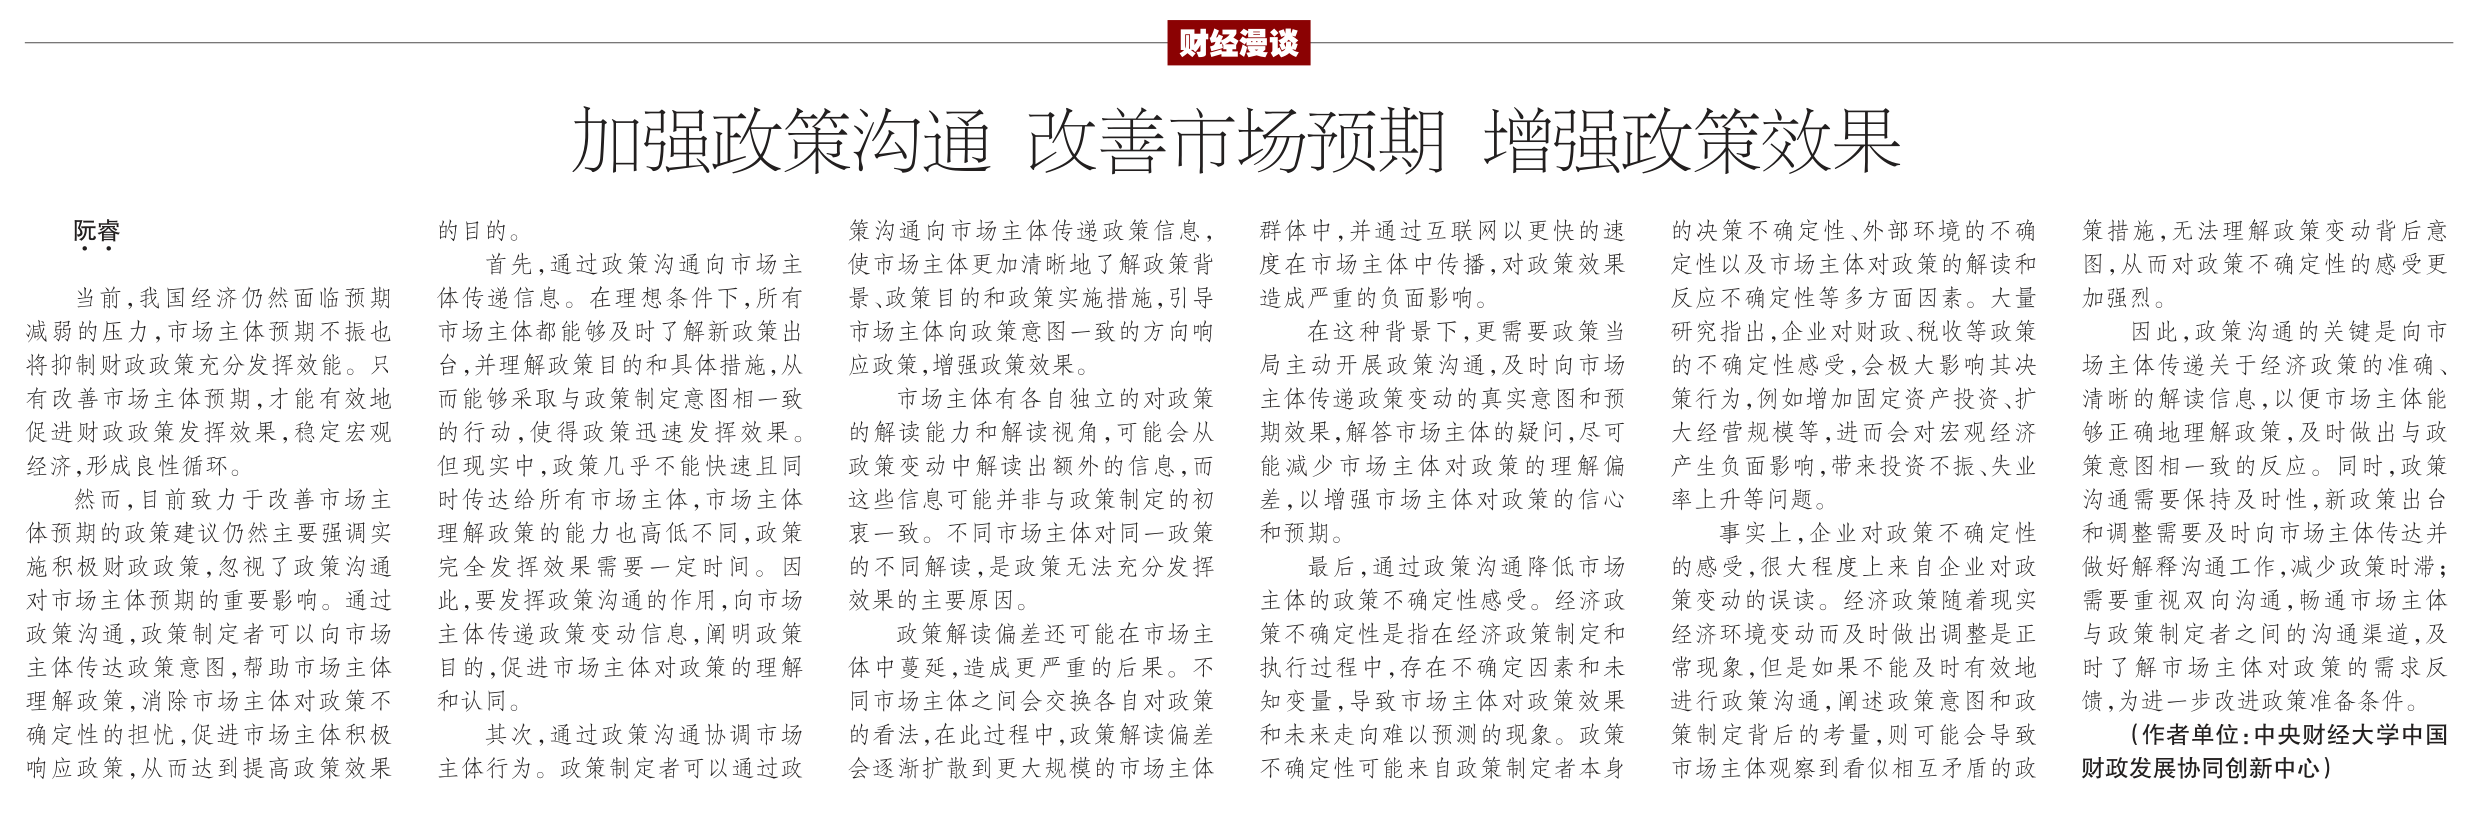 财经漫谈
加强政策沟通 改善市场预期 增强政策效果
阮睿
当前,我国经济仍然面临预期
减弱的压力,市场主体预期不振也
将抑制财政政策充分发挥效能。只
有改善市场主体预期,才能有效地
促进财政政策发挥效果,稳定宏观
经济,形成良性循环。
然而,目前致力于改善市场主
体预期的政策建议仍然主要强调实
施积极财政政策,忽视了政策沟通
对市场主体预期的重要影响。通过
政策沟通,政策制定者可以向市场
主体传达政策意图,帮助市场主体
理解政策,消除市场主体对政策不
确定性的担忧,促进市场主体积极
响应政策,从而达到提高政策效果
的目的。
首先,通过政策沟通向市场主
体传递信息。在理想条件下,所有
市场主体都能够及时了解新政策出
台,并理解政策目的和具体措施,从
而能够采取与政策制定意图相一致
的行动,使得政策迅速发挥效果。
但现实中,政策几乎不能快速且同
时传达给所有市场主体,市场主体
理解政策的能力也高低不同,政策
完全发挥效果需要一定时间。因
此,要发挥政策沟通的作用,向市场
主体传递政策变动信息,阐明政策
目的,促进市场主体对政策的理解
和认同。
其次,通过政策沟通协调市场
主体行为。政策制定者可以通过政
策沟通向市场主体传递政策信息,
使市场主体更加清晰地了解政策背
景、政策目的和政策实施措施,引导
市场主体向政策意图一致的方向响
应政策,增强政策效果。
市场主体有各自独立的对政策
的解读能力和解读视角,可能会从
政策变动中解读出额外的信息,而
这些信息可能并非与政策制定的初
衷一致。不同市场主体对同一政策
的不同解读,是政策无法充分发挥
效果的主要原因。
政策解读偏差还可能在市场主
体中蔓延,造成更严重的后果。不
同市场主体之间会交换各自对政策
的看法,在此过程中,政策解读偏差
会逐渐扩散到更大规模的市场主体
群体中,并通过互联网以更快的速
度在市场主体中传播,对政策效果
造成严重的负面影响。
在这种背景下,更需要政策当
局主动开展政策沟通,及时向市场
主体传递政策变动的真实意图和预
期效果,解答市场主体的疑问,尽可
能减少市场主体对政策的理解偏
差,以增强市场主体对政策的信心
和预期。
最后,通过政策沟通降低市场
主体的政策不确定性感受。经济政
策不确定性是指在经济政策制定和
执行过程中,存在不确定因素和未
知变量,导致市场主体对政策效果
和未来走向难以预测的现象。政策
不确定性可能来自政策制定者本身
的决策不确定性、外部环境的不确
定性以及市场主体对政策的解读和
反应不确定性等多方面因素。大量
研究指出,企业对财政、税收等政策
的不确定性感受,会极大影响其决
策行为,例如增加固定资产投资、扩
大经营规模等,进而会对宏观经济
产生负面影响,带来投资不振、失业
率上升等问题。
事实上,企业对政策不确定性
的感受,很大程度上来自企业对政
策变动的误读。经济政策随着现实
经济环境变动而及时做出调整是正
常现象,但是如果不能及时有效地
进行政策沟通,阐述政策意图和政
策制定背后的考量,则可能会导致
市场主体观察到看似相互矛盾的政
策措施,无法理解政策变动背后意
图,从而对政策不确定性的感受更
加强烈。
因此,政策沟通的关键是向市
场主体传递关于经济政策的准确、
清晰的解读信息,以便市场主体能
够正确地理解政策,及时做出与政
策意图相一致的反应。同时,政策
沟通需要保持及时性,新政策出台
和调整需要及时向市场主体传达并
做好解释沟通工作,减少政策时滞;
需要重视双向沟通,畅通市场主体
与政策制定者之间的沟通渠道,及
时了解市场主体对政策的需求反
馈,为进一步改进政策准备条件。
(作者单位:中央财经大学中国
财政发展协同创新中心)